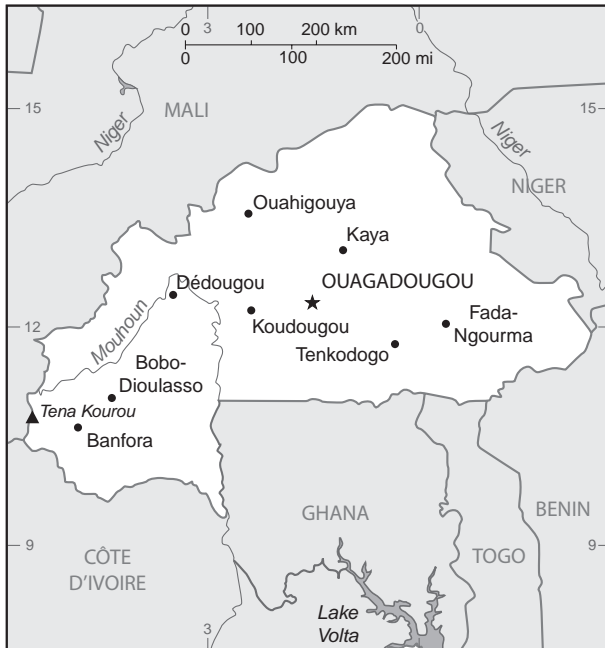 0 3 100 200 km 0
0 100 200 mi
15 15
Niger
MALI
Niger
NIGER
Ouahigouya
Kaya
Dédougou
OUAGADOUGOU
Mouhoun
12 12
Koudougou
Fada-
Ngourma
Tenkodogo
Bobo-
Dioulasso
Tena Kourou
Banfora
GHANA
BENIN
9 9
CÔTE
D'IVOIRE
TOGO
Lake
Volta
3 0